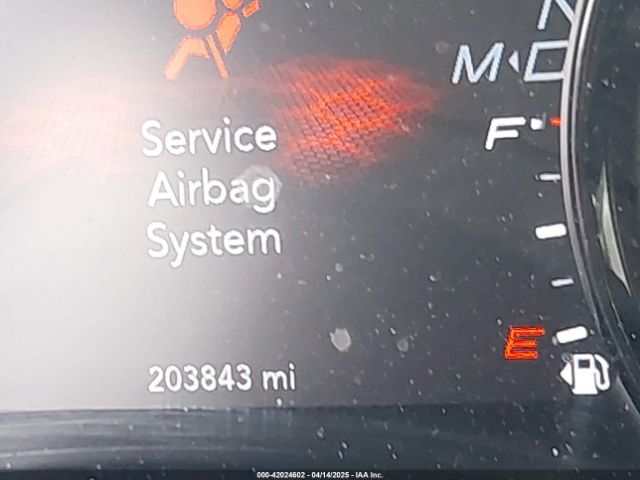 N
M D
F
Service
Airbag
System
E
203843 mi
000-42024602 - 04/14/2025 - IAA Inc.